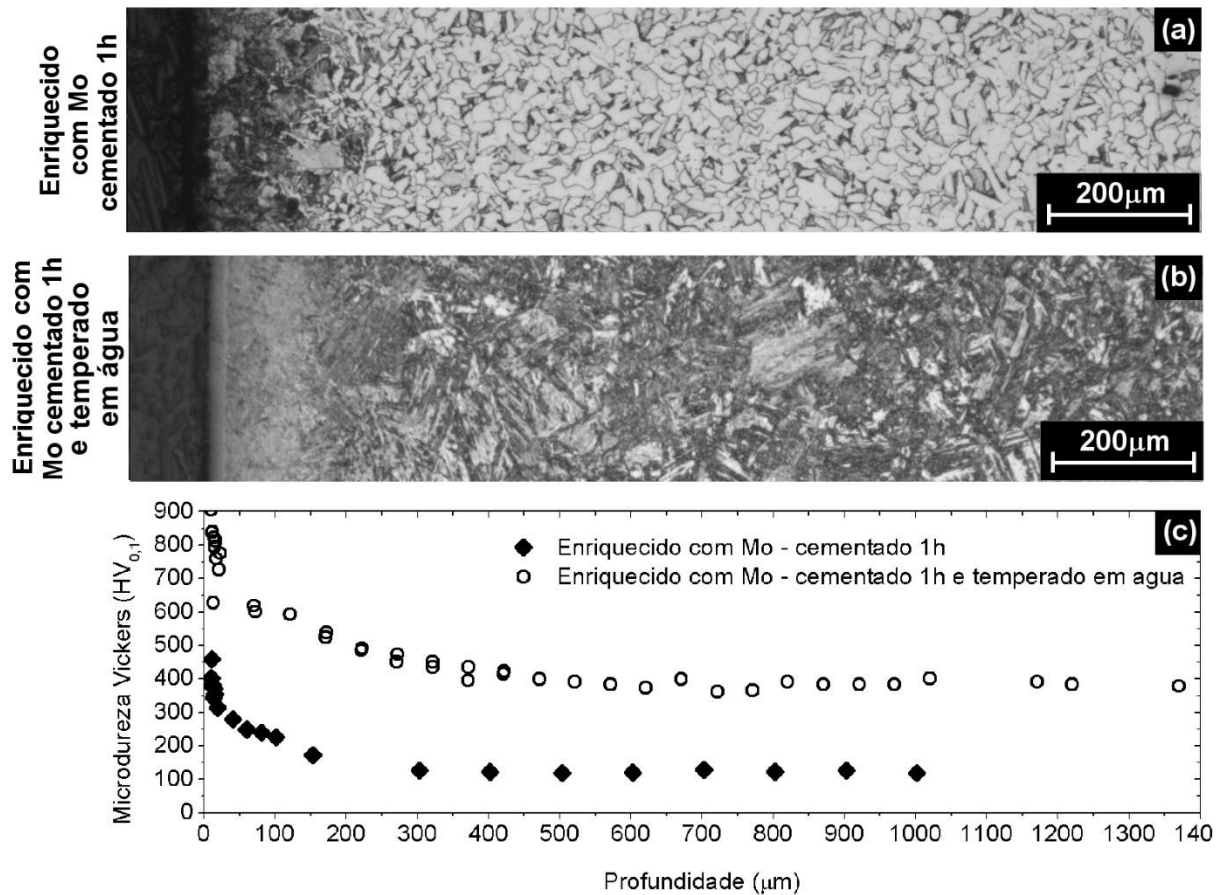 Enriquecido
com Mo
cementado 1h
(a)
200µm
Enriquecido com
Mo cementado 1h
e temperado
em água
(b)
200µm
(c)
Microdureza Vickers (HV0,1)
900
800
700
600
500
400
300
200
100
0
Enriquecido com Mo - cementado 1h
Enriquecido com Mo - cementado 1h e temperado em agua
0 100 200 300 400 500 600 700 800 900 1000 1100 1200 1300 140
Profundidade (µm)